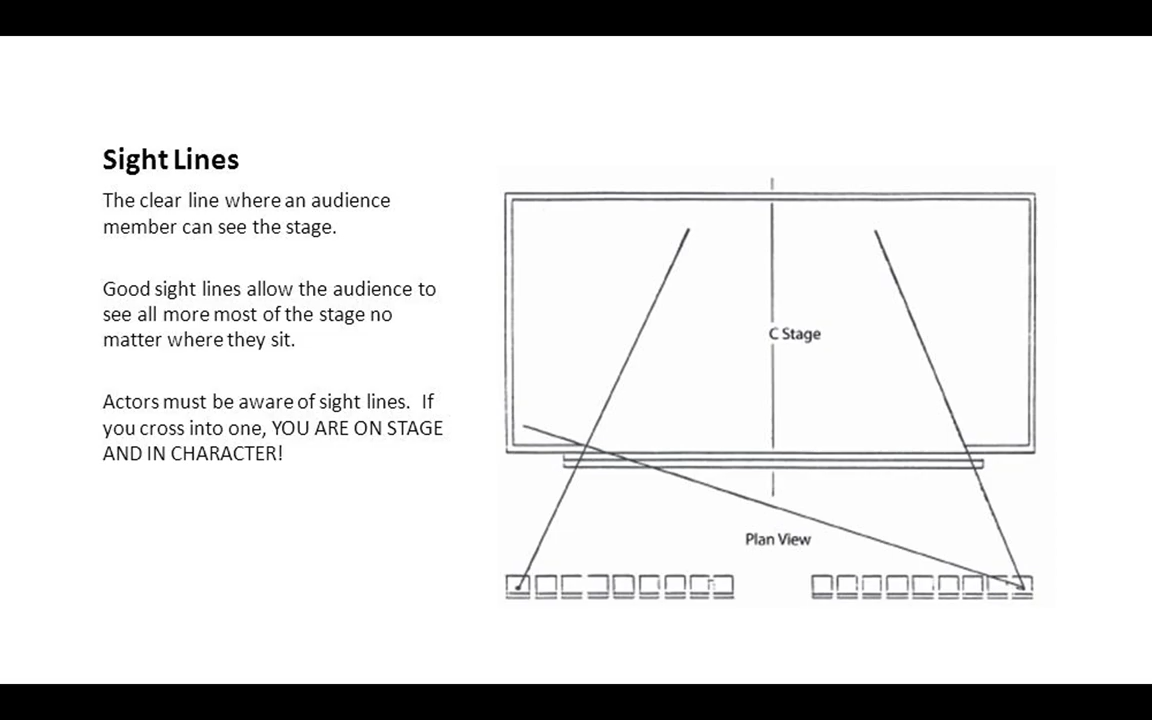 Sight Lines
The clear line where an audience
member can see the stage.
Good sight lines allow the audience to
see all more most of the stage no
matter where they sit.
Actors must be aware of sight lines.  If
you cross into one, YOU ARE ON STAGE
AND IN CHARACTER!
C Stage
Plan View